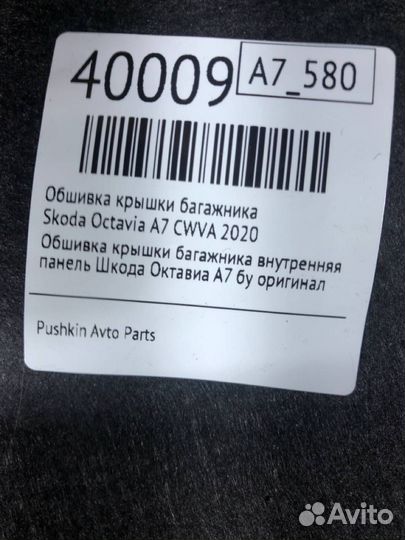 40009
A7_580
Обшивка крышки багажника
Skoda Octavia A7 CWVA 2020
Обшивка крышки багажника внутренняя
панель Шкода Октавиа А7 бу оригинал
Pushkin Avto Parts
Avito